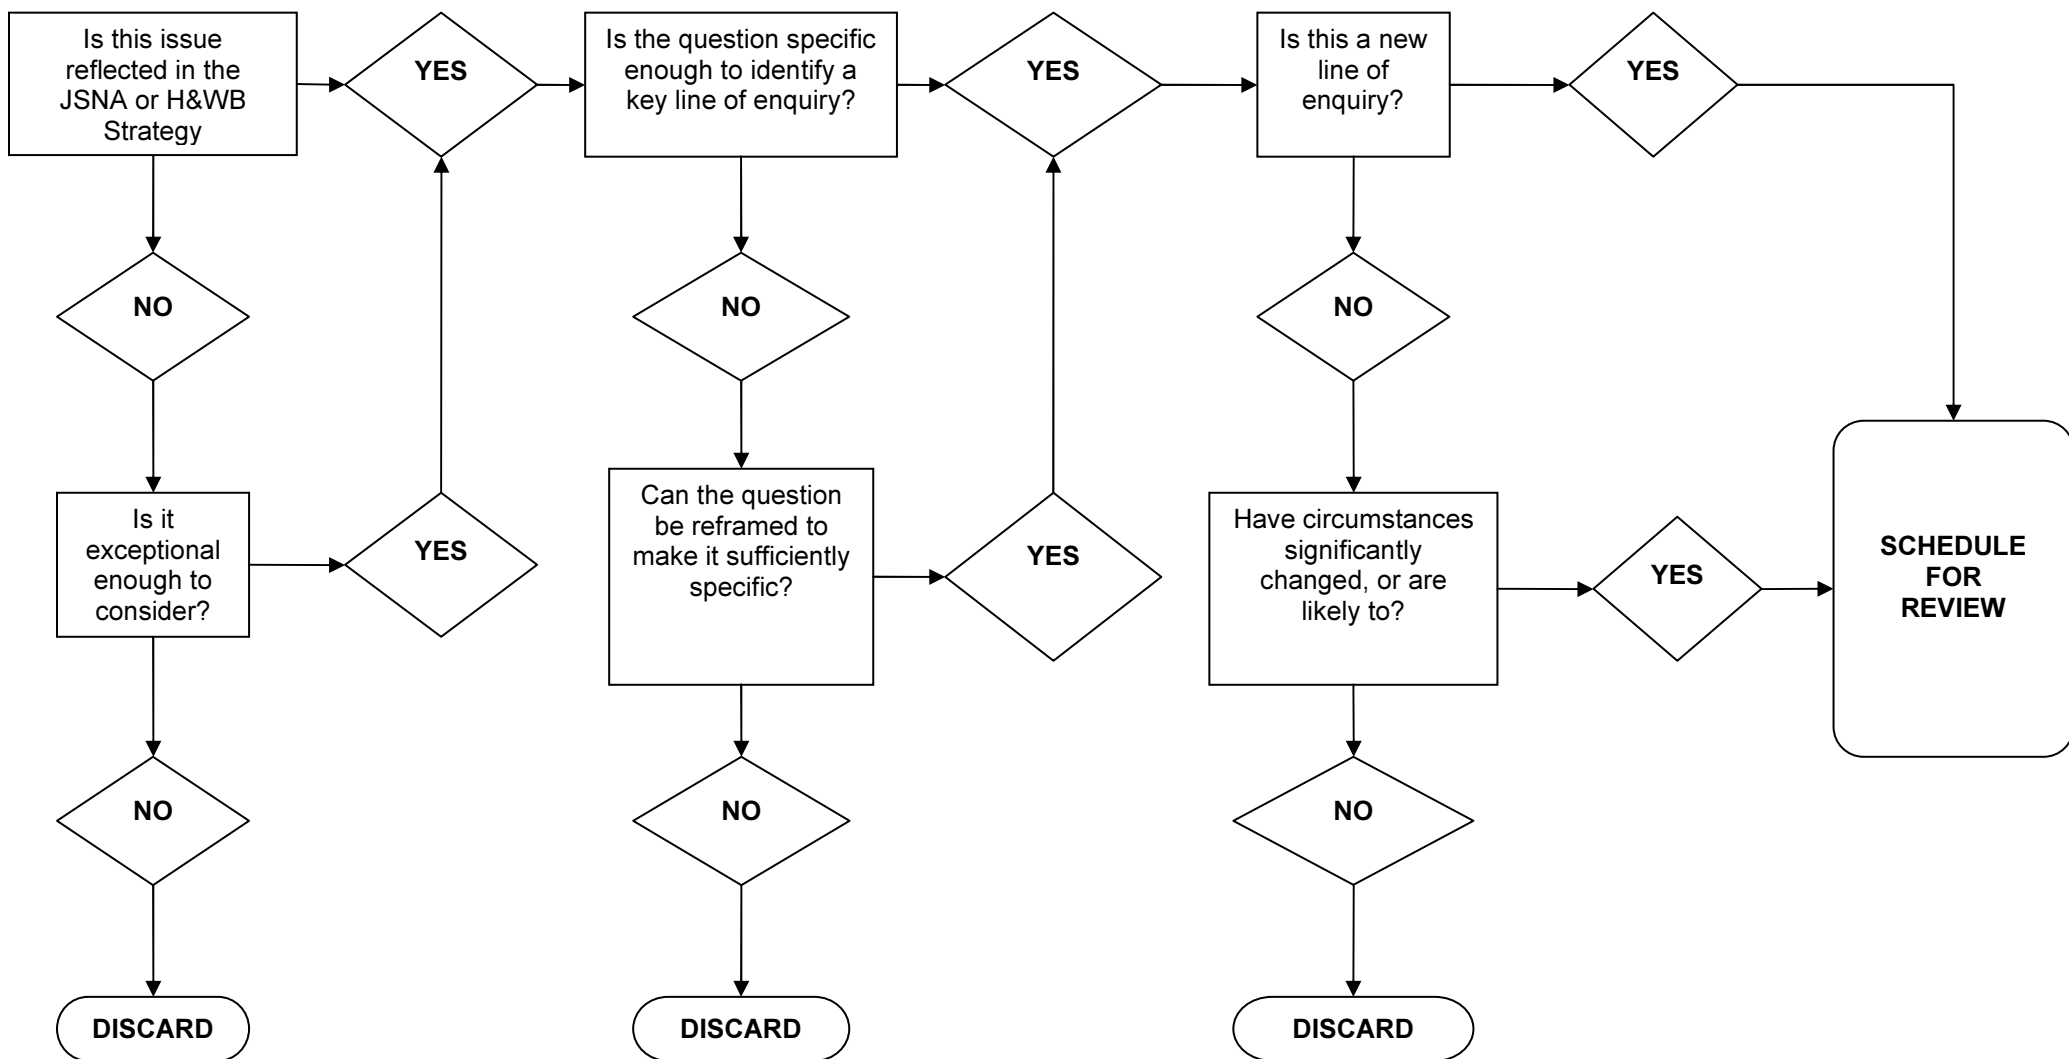 Is this issue
reflected in the
JSNA or H&WB
Strategy
YES
Is the question specific
enough to identify a
key line of enquiry?
YES
Is this a new
line of
enquiry?
YES
NO
NO
NO
Is it
exceptional
enough to
consider?
YES
Can the question
be reframed to
make it sufficiently
specific?
YES
Have circumstances
significantly
changed, or are
likely to?
YES
SCHEDULE
FOR
REVIEW
NO
NO
NO
DISCARD
DISCARD
DISCARD